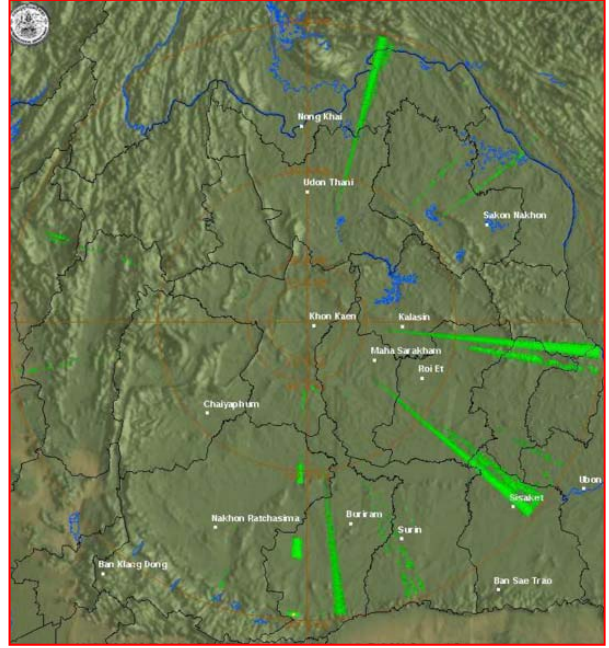 Nong Khai
Udon Thani
Sakon Nakhon
Khon Kaen
Kalasin
Maha Sarakham
Roi Et
Chaiyaphum
Ubon
Sisaket
Nakhon Ratchasima
Buriram
Surin
Ban Klang Dong
Ban Sae Trao